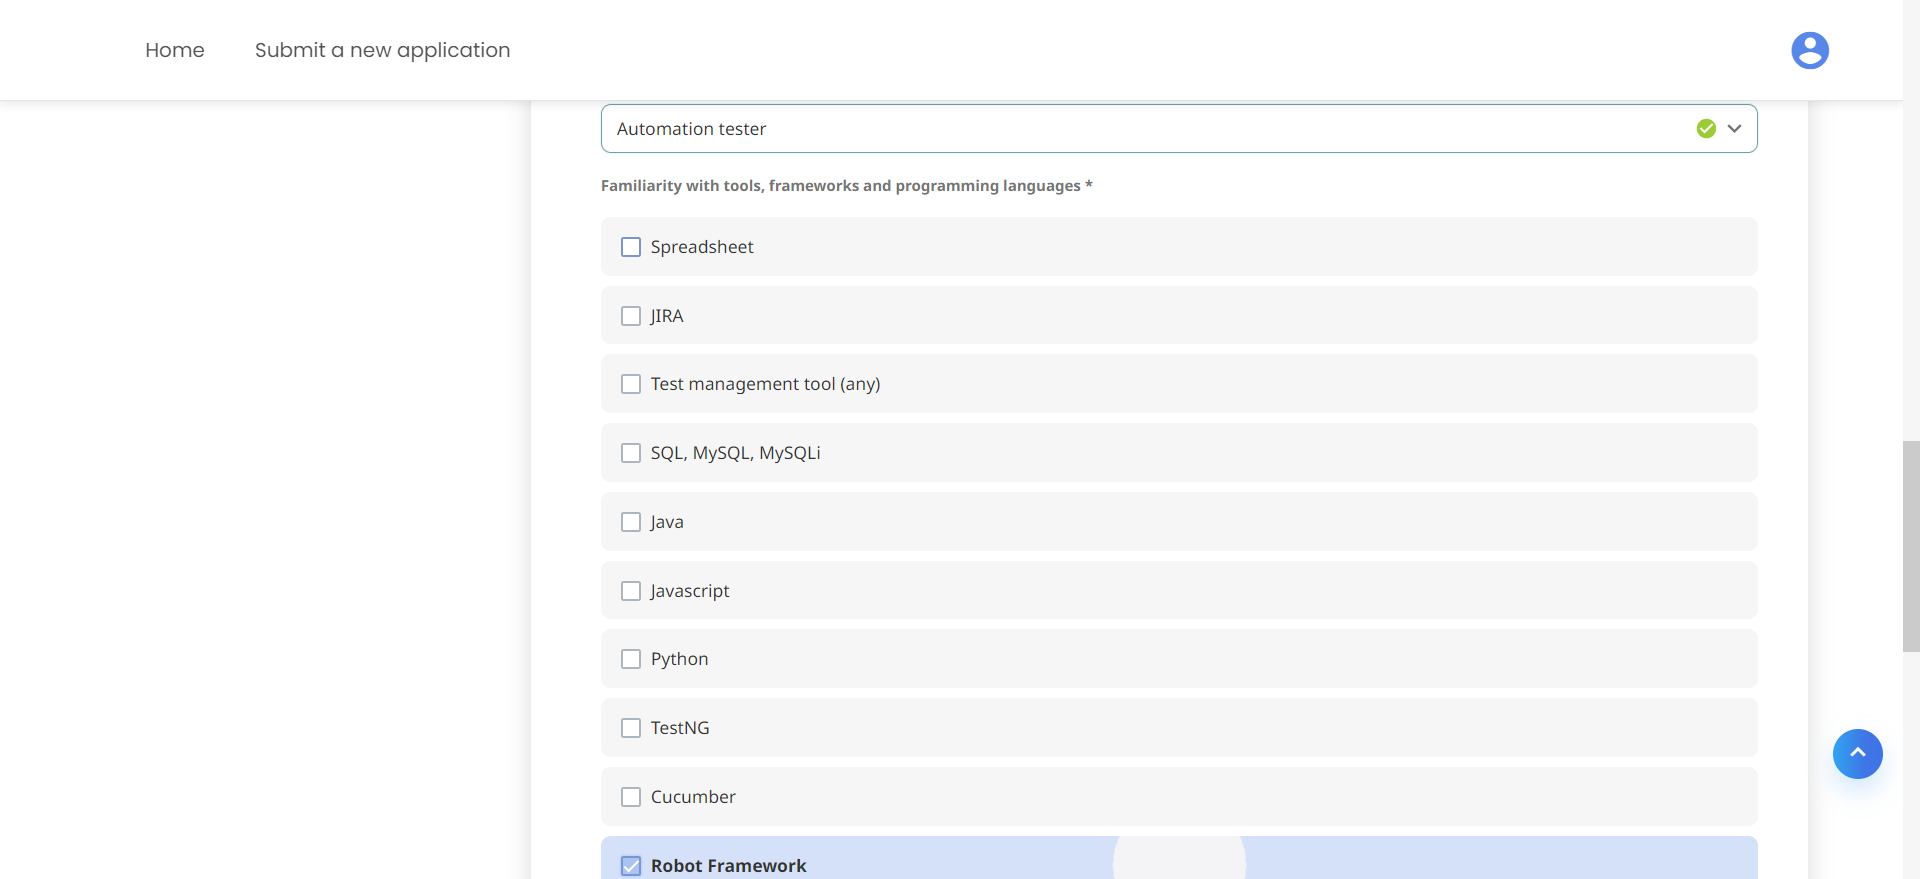 Home
Submit a new application
Automation tester
Familiarity with tools, frameworks and programming languages *
Spreadsheet
JIRA
Test management tool (any)
SQL, MySQL, MySQLi
Java
Javascript
Python
TestNG
Cucumber
Robot Framework